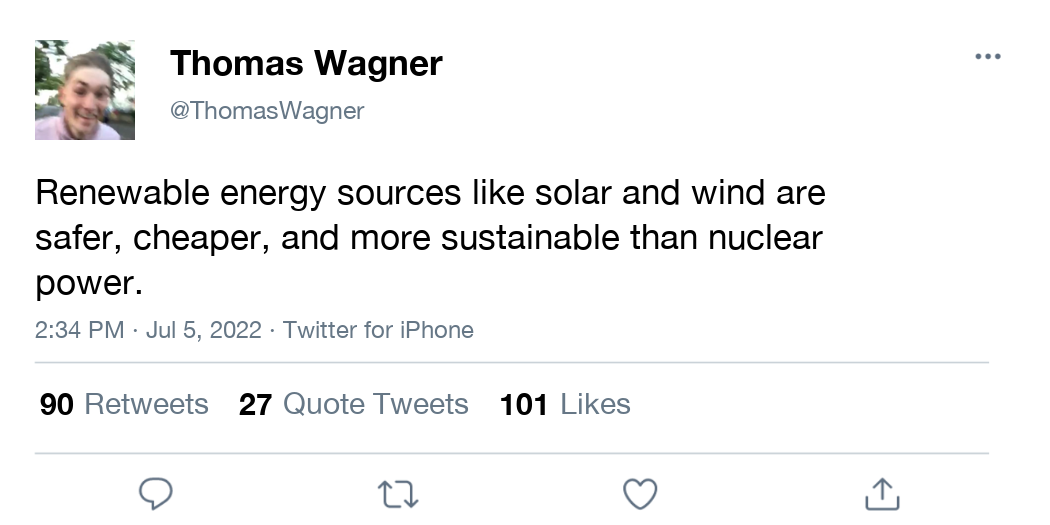 Thomas Wagner
@ThomasWagner
Renewable energy sources like solar and wind are
safer, cheaper, and more sustainable than nuclear
power.
2:34 PM · Jul 5, 2022 · Twitter for iPhone
90 Retweets 27 Quote Tweets 101 Likes